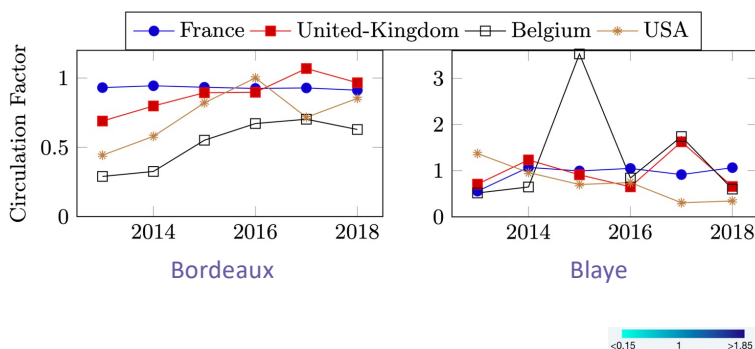 France United-Kingdom Belgium USA
Circulation Factor
1
0.5
0
2014 2016 2018
3
2
1
0
2014 2016 2018
Bordeaux
Blaye
<0.15 1 >1.85